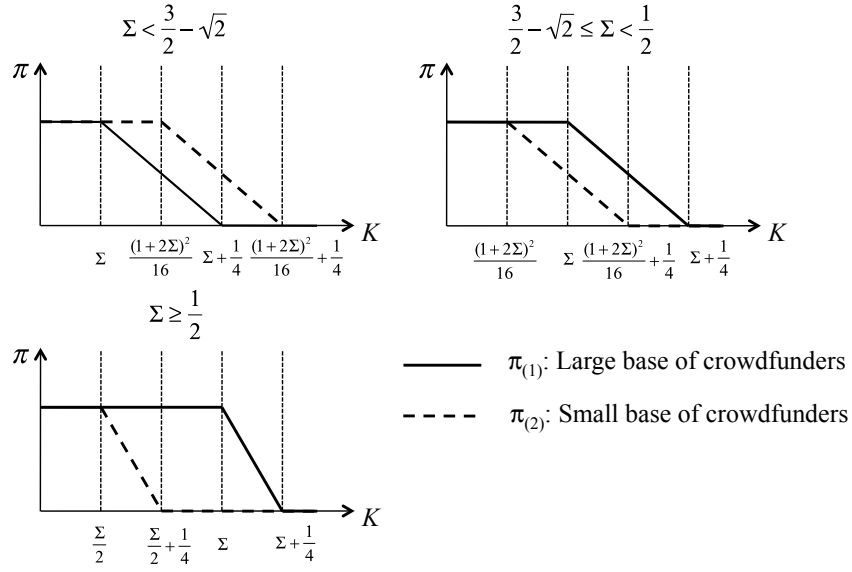 Σ < 3/2 − √2
π
K
Σ (1+2Σ)²/16 Σ + 1/4 (1+2Σ)²/16 + 1/4
3/2 − √2 ≤ Σ < 1/2
π
K
(1+2Σ)²/16 Σ (1+2Σ)²/16 + 1/4 Σ + 1/4
Σ ≥ 1/2
π
K
Σ/2 Σ/2 + 1/4 Σ Σ + 1/4
π(1): Large base of crowdfunders
π(2): Small base of crowdfunders